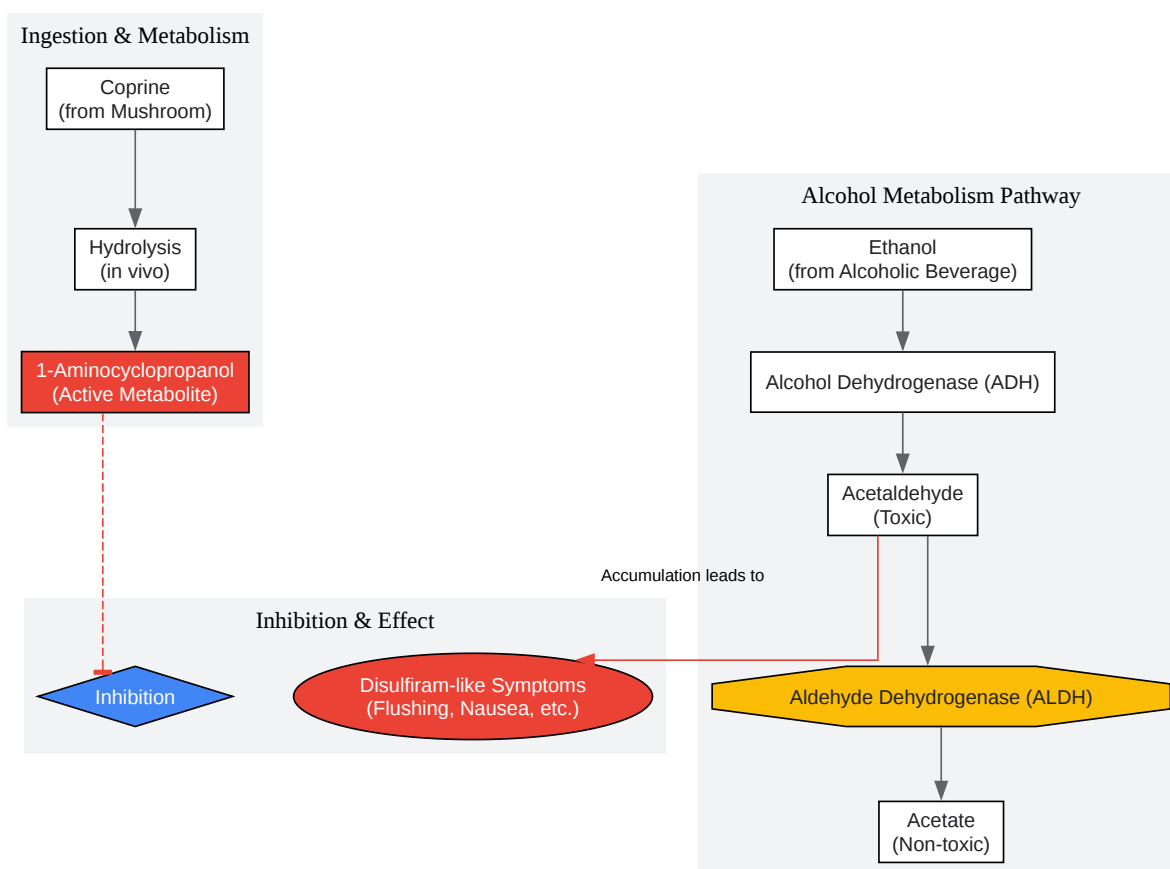 Ingestion & Metabolism
Coprine
(from Mushroom)
Hydrolysis
(in vivo)
1-Aminocyclopropanol
(Active Metabolite)
Alcohol Metabolism Pathway
Ethanol
(from Alcoholic Beverage)
Alcohol Dehydrogenase (ADH)
Acetaldehyde
(Toxic)
Accumulation leads to
Inhibition & Effect
Inhibition
Disulfiram-like Symptoms
(Flushing, Nausea, etc.)
Aldehyde Dehydrogenase (ALDH)
Acetate
(Non-toxic)